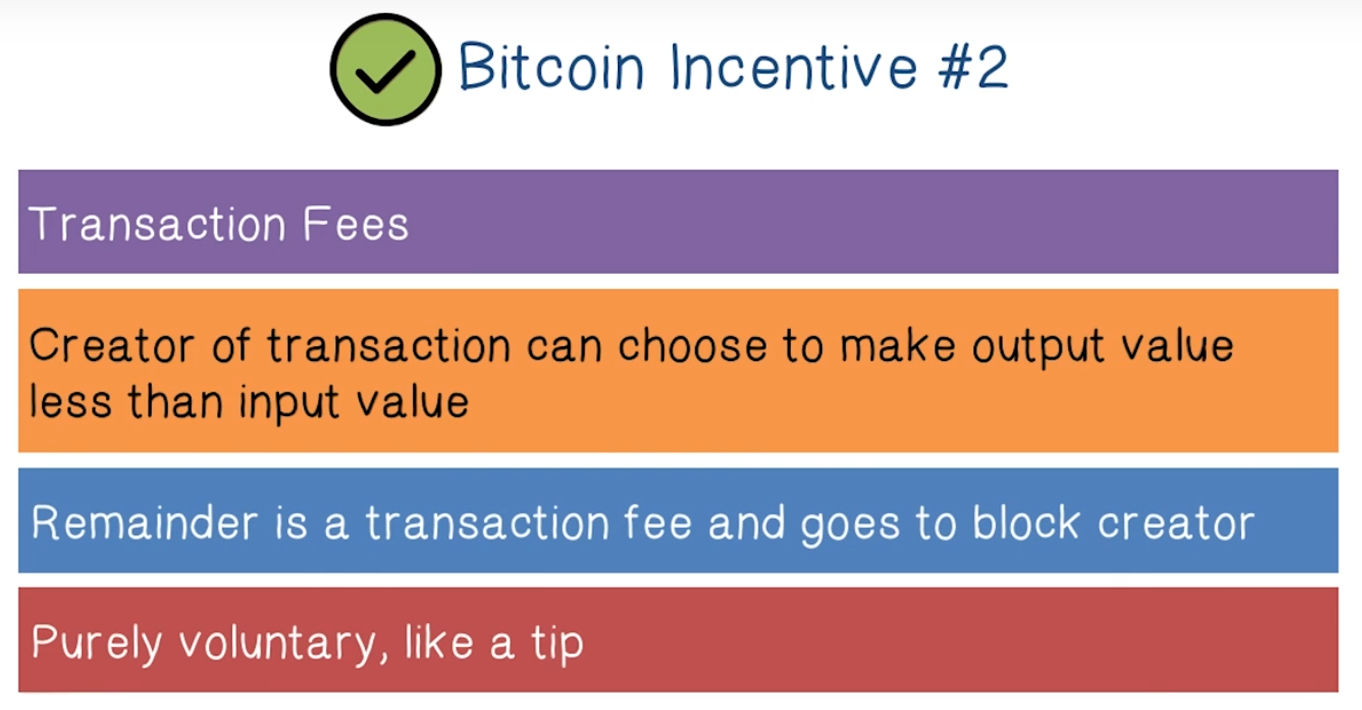 Bitcoin Incentive #2
Transaction Fees
Creator of transaction can choose to make output value
less than input value
Remainder is a transaction fee and goes to block creator
Purely voluntary, like a tip